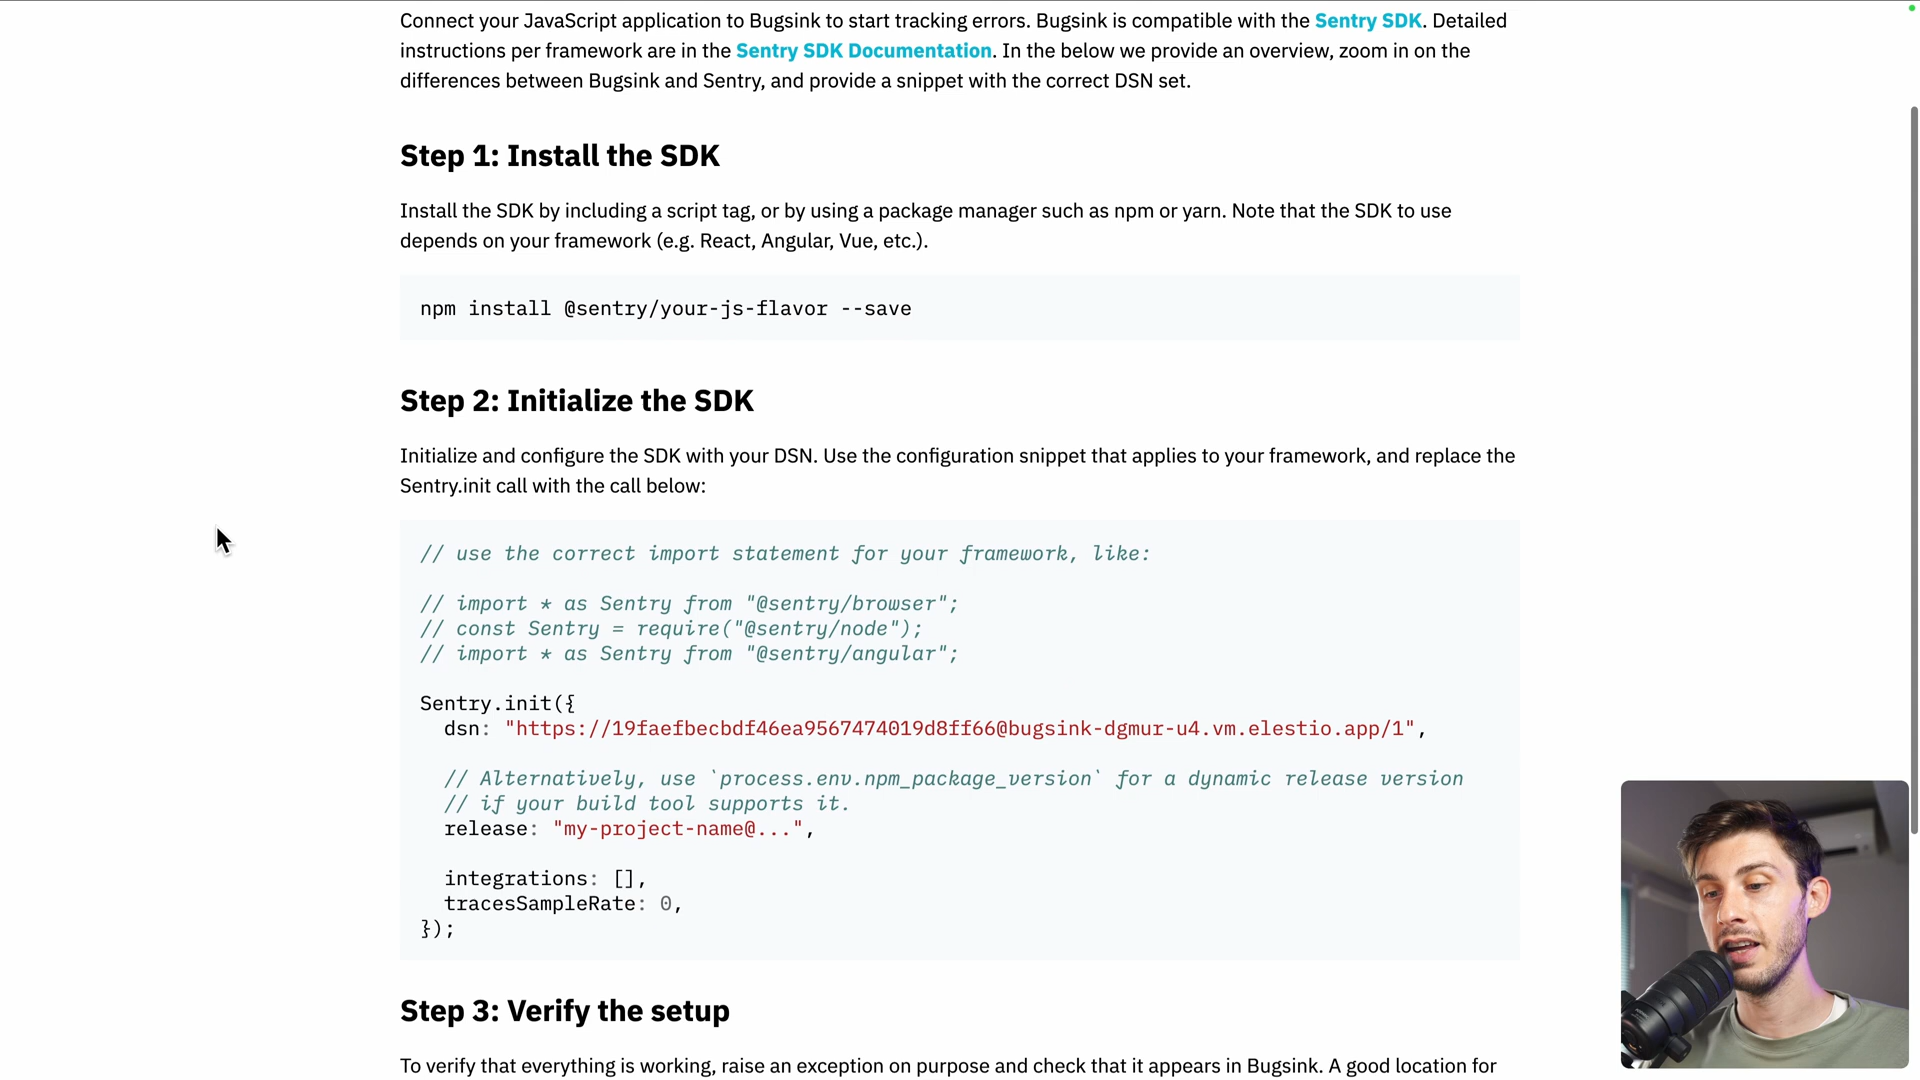 Connect your JavaScript application to Bugsink to start tracking errors. Bugsink is compatible with the Sentry SDK. Detailed
instructions per framework are in the Sentry SDK Documentation. In the below we provide an overview, zoom in on the
differences between Bugsink and Sentry, and provide a snippet with the correct DSN set.
Step 1: Install the SDK
Install the SDK by including a script tag, or by using a package manager such as npm or yarn. Note that the SDK to use
depends on your framework (e.g. React, Angular, Vue, etc.).
npm install @sentry/your-js-flavor --save
Step 2: Initialize the SDK
Initialize and configure the SDK with your DSN. Use the configuration snippet that applies to your framework, and replace the
Sentry.init call with the call below:
// use the correct import statement for your framework, like:
// import * as Sentry from "@sentry/browser";
// const Sentry = require("@sentry/node");
// import * as Sentry from "@sentry/angular";
Sentry.init({
dsn: "https://19faefbecbdf46ea9567474019d8ff66@bugsink-dgmur-u4.vm.elestio.app/1",
// Alternatively, use `process.env.npm_package_version` for a dynamic release version
// if your build tool supports it.
release: "my-project-name@...",
integrations: [],
tracesSampleRate: 0,
});
Step 3: Verify the setup
To verify that everything is working, raise an exception on purpose and check that it appears in Bugsink. A good location for